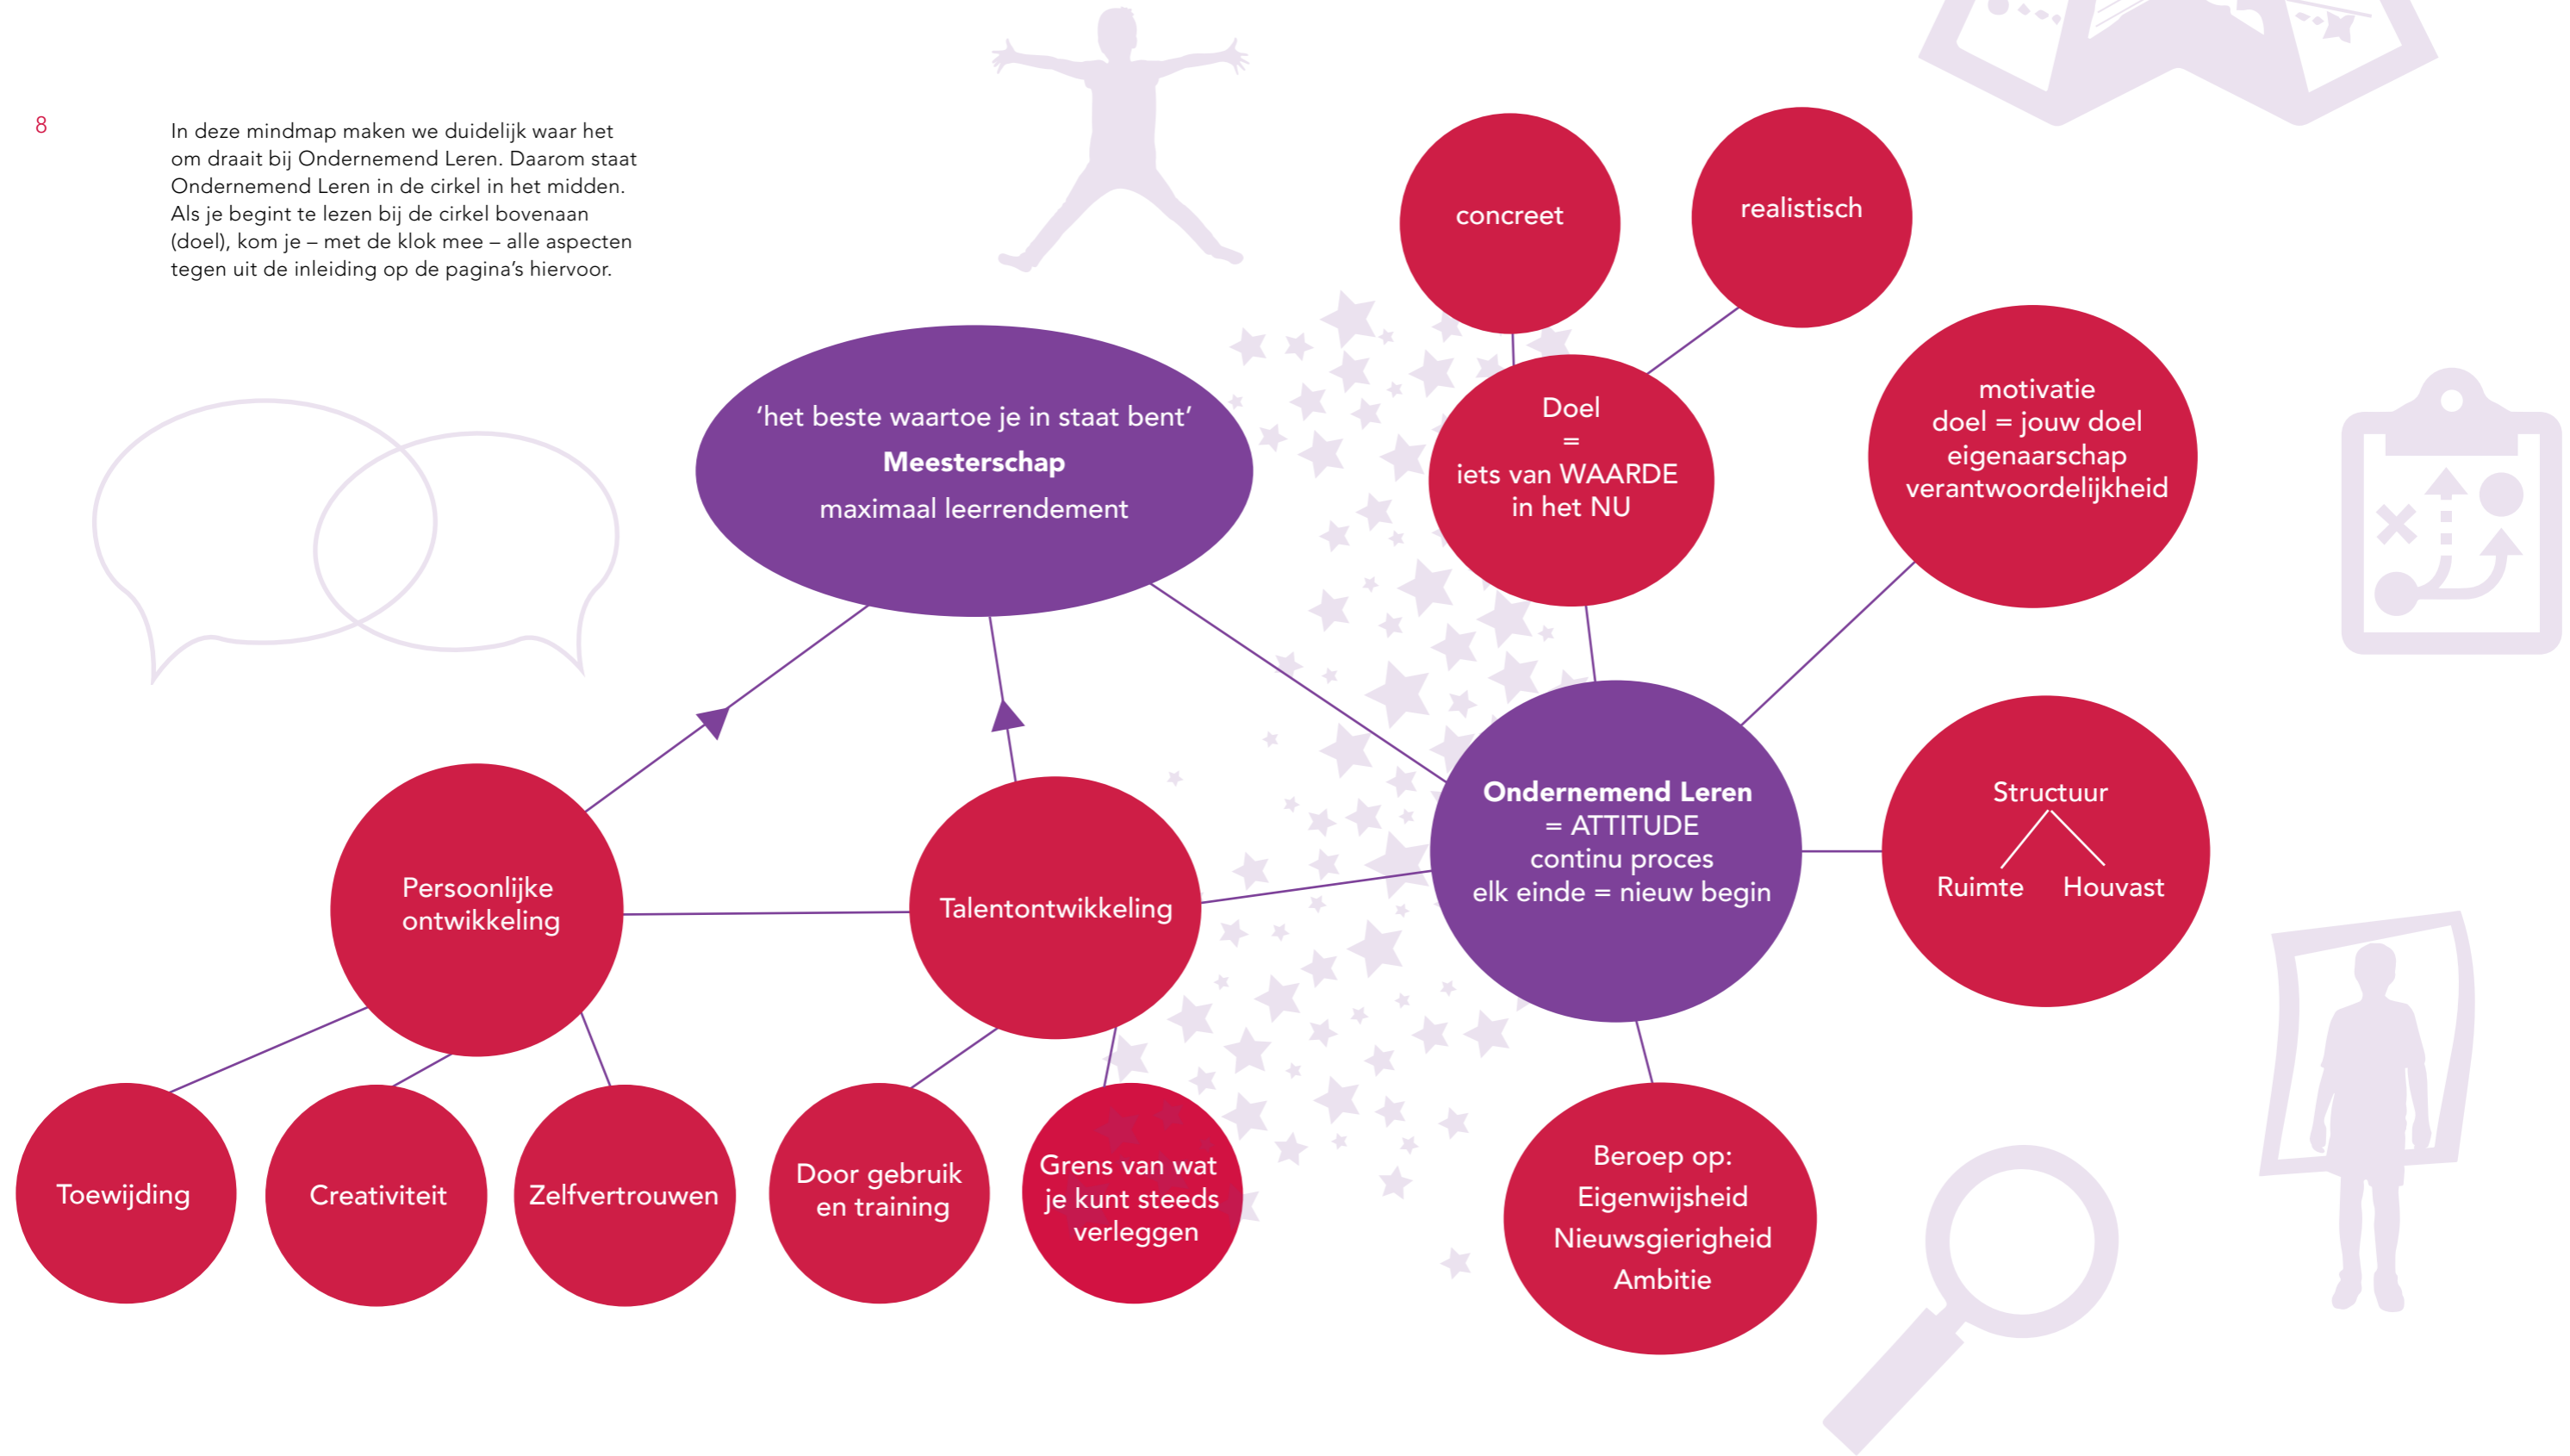 8
In deze mindmap maken we duidelijk waar het
om draait bij Ondernemend Leren. Daarom staat
Ondernemend Leren in de cirkel in het midden.
Als je begint te lezen bij de cirkel bovenaan
(doel), kom je – met de klok mee – alle aspecten
tegen uit de inleiding op de pagina’s hiervoor.
concreet
realistisch
Doel
=
iets van WAARDE
in het NU
motivatie
doel = jouw doel
eigenaarschap
verantwoordelijkheid
‘het beste waartoe je in staat bent’
Meesterschap
maximaal leerrendement
Ondernemend Leren
= ATTITUDE
continu proces
elk einde = nieuw begin
Structuur
Ruimte Houvast
Persoonlijke
ontwikkeling
Talentontwikkeling
Toewijding
Creativiteit
Zelfvertrouwen
Door gebruik
en training
Grens van wat
je kunt steeds
verleggen
Beroep op:
Eigenwijsheid
Nieuwsgierigheid
Ambitie